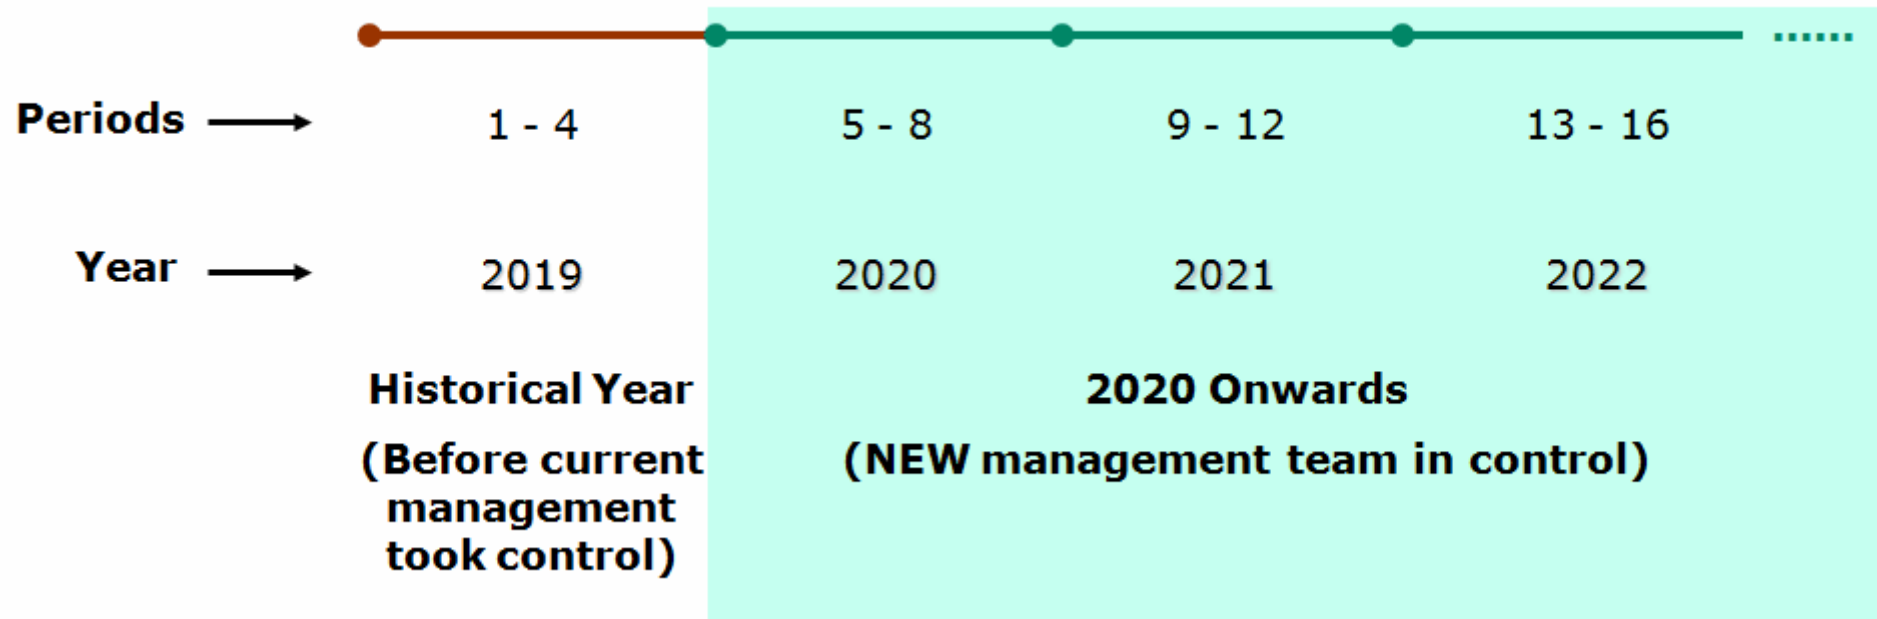 Periods 1 - 4 5 - 8 9 - 12 13 - 16
Year 2019 2020 2021 2022
Historical Year
(Before current
management
took control)
2020 Onwards
(NEW management team in control)